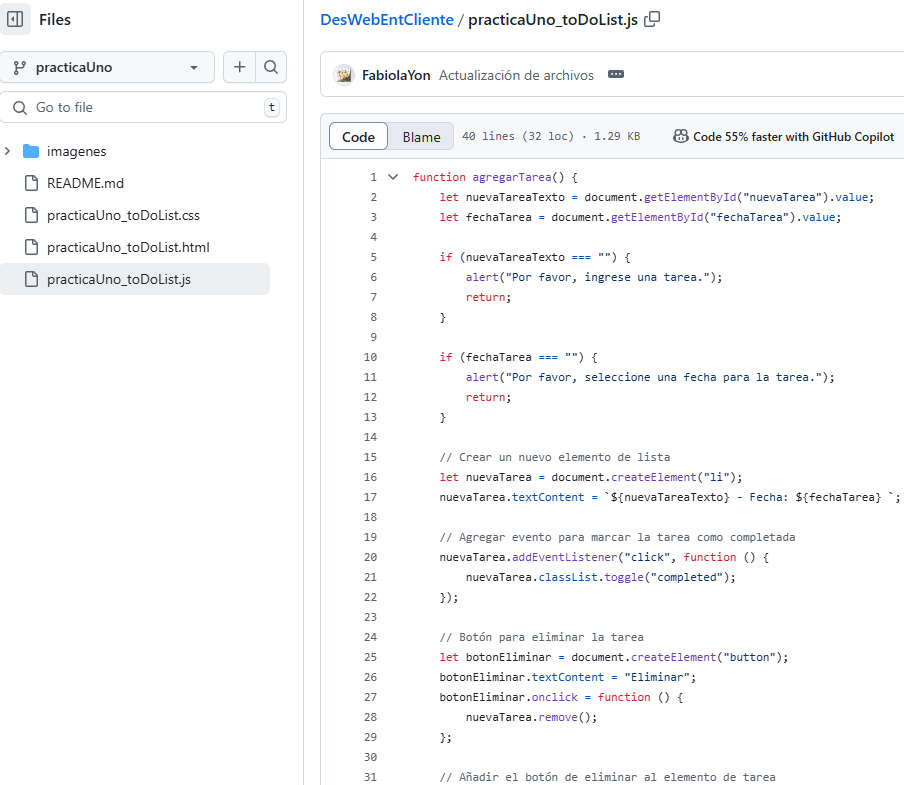 Files
practicaUno
Go to file
t
imagenes
README.md
practicaUno_toDoList.css
practicaUno_toDoList.html
practicaUno_toDoList.js
DesWebEntCliente / practicaUno_toDoList.js
FabiolaYon Actualización de archivos
Code Blame 40 lines (32 loc) · 1.29 KB Code 55% faster with GitHub Copilot
1 function agregarTarea() {
2 let nuevaTareaTexto = document.getElementById("nuevaTarea").value;
3 let fechaTarea = document.getElementById("fechaTarea").value;
4
5 if (nuevaTareaTexto === "") {
6 alert("Por favor, ingrese una tarea.");
7 return;
8 }
9
10 if (fechaTarea === "") {
11 alert("Por favor, seleccione una fecha para la tarea.");
12 return;
13 }
14
15 // Crear un nuevo elemento de lista
16 let nuevaTarea = document.createElement("li");
17 nuevaTarea.textContent = `${nuevaTareaTexto} - Fecha: ${fechaTarea} `;
18
19 // Agregar evento para marcar la tarea como completada
20 nuevaTarea.addEventListener("click", function () {
21 nuevaTarea.classList.toggle("completed");
22 });
23
24 // Botón para eliminar la tarea
25 let botonEliminar = document.createElement("button");
26 botonEliminar.textContent = "Eliminar";
27 botonEliminar.onclick = function () {
28 nuevaTarea.remove();
29 };
30
31 // Añadir el botón de eliminar al elemento de tarea